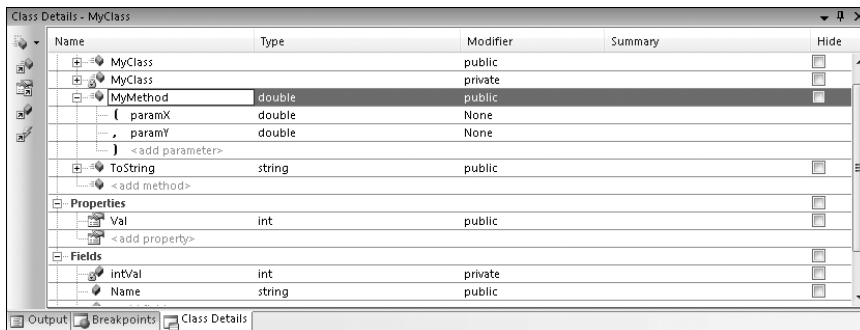 Class Details - MyClass
Name Type Modifier Summary Hide
MyClass public
MyClass private
MyMethod double public
( paramX double None
, paramY double None
) <add parameter>
ToString string public
<add method>
Properties
Val int public
<add property>
Fields
intVal int private
Name string public
Output Breakpoints Class Details